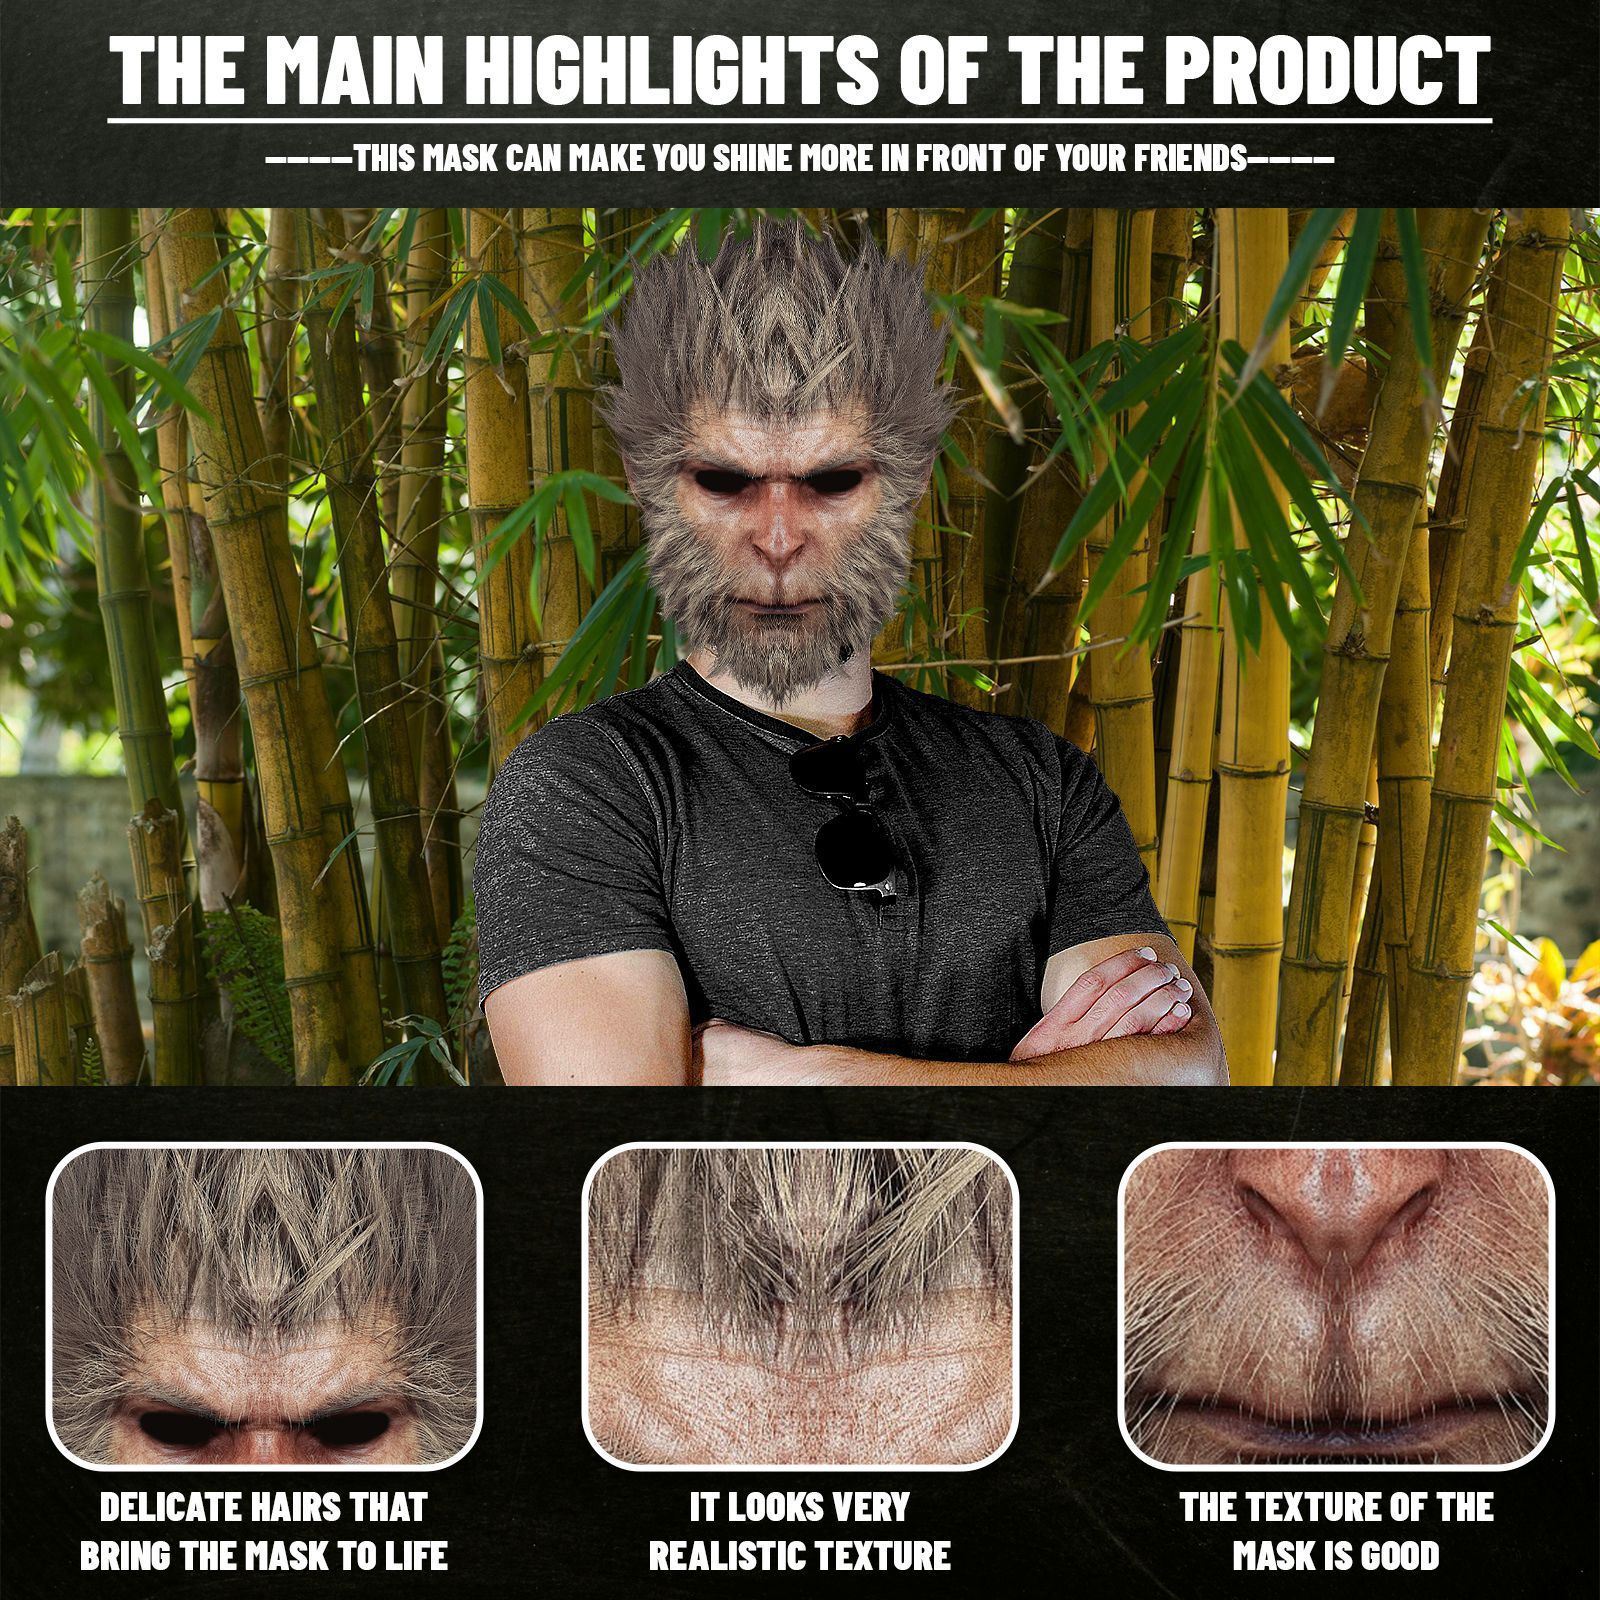 THE MAIN HIGHLIGHTS OF THE PRODUCT
----THIS MASK CAN MAKE YOU SHINE MORE IN FRONT OF YOUR FRIENDS----
DELICATE HAIRS THAT
BRING THE MASK TO LIFE
IT LOOKS VERY
REALISTIC TEXTURE
THE TEXTURE OF THE
MASK IS GOOD